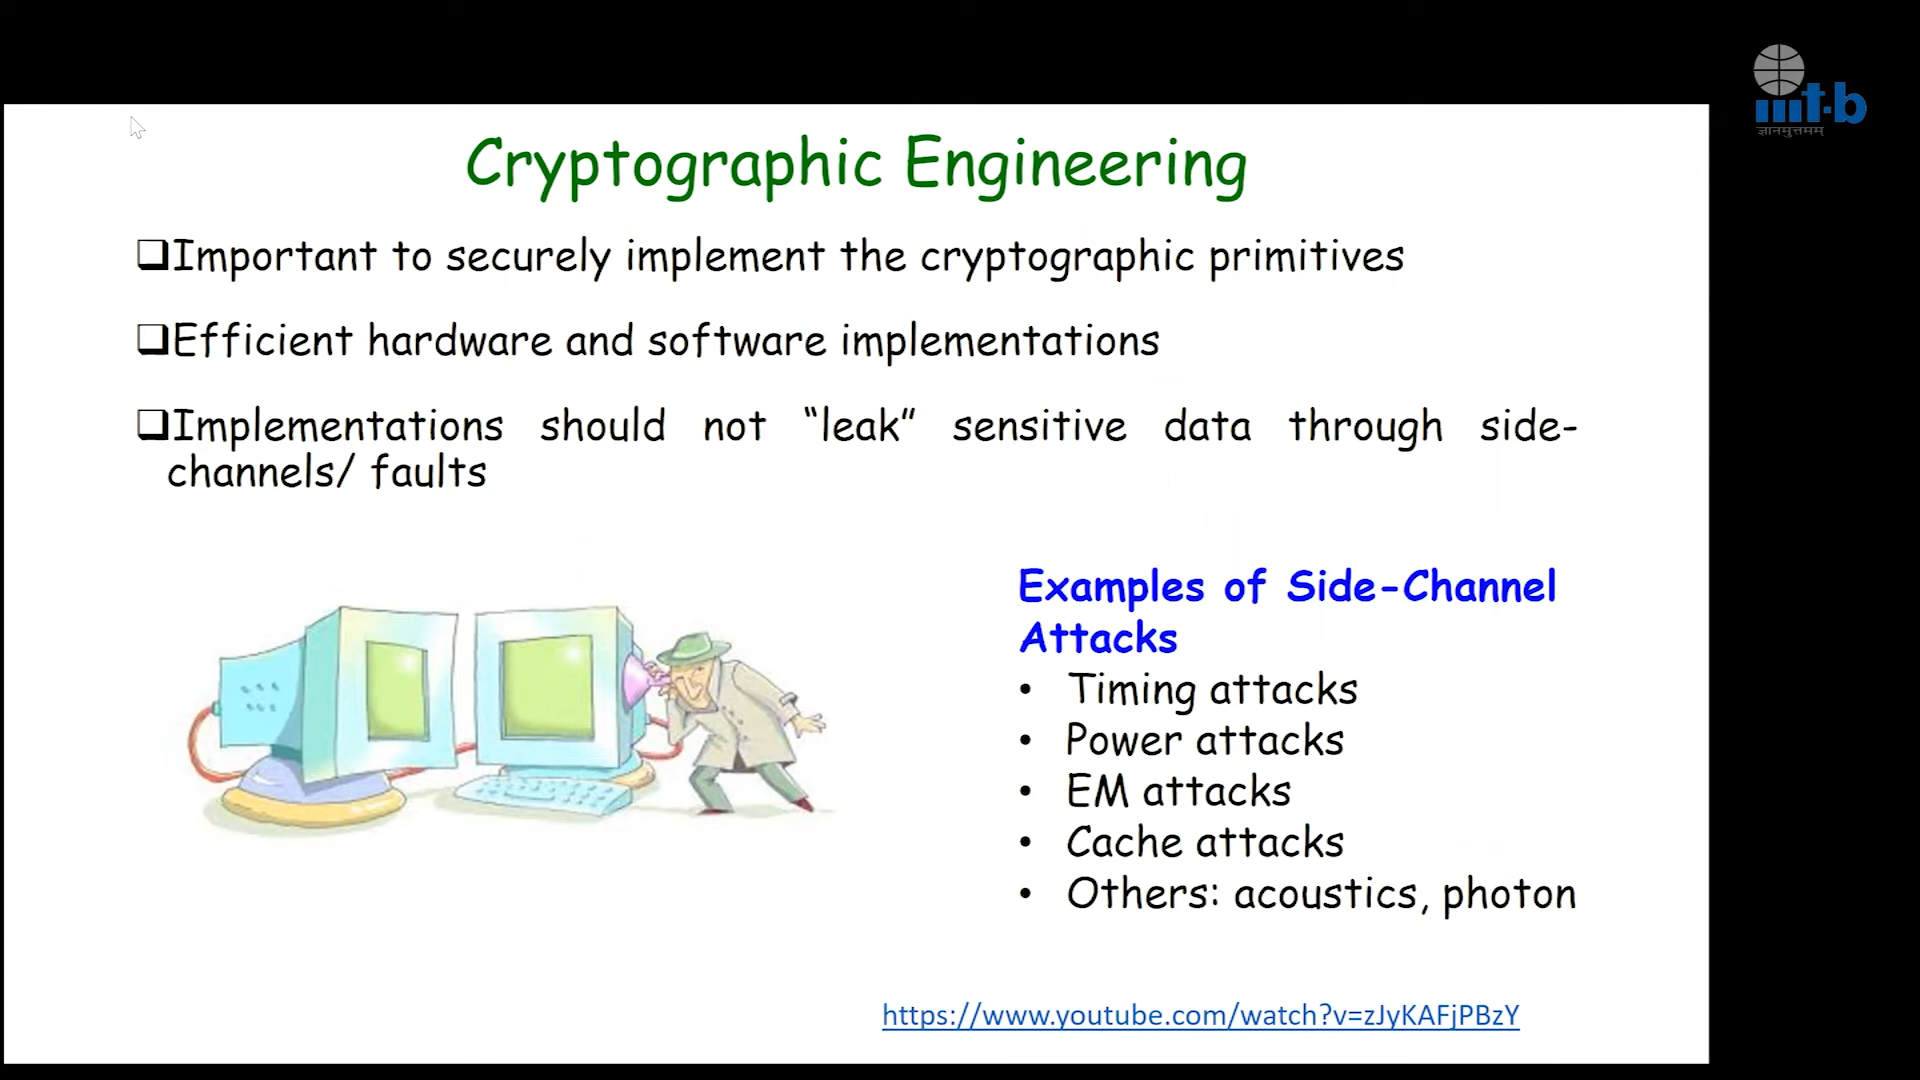 iiit-b
ज्ञानमुत्तमम्
Cryptographic Engineering
Important to securely implement the cryptographic primitives
Efficient hardware and software implementations
Implementations should not “leak” sensitive data through side-
channels/ faults
Examples of Side-Channel
Attacks
• Timing attacks
• Power attacks
• EM attacks
• Cache attacks
• Others: acoustics, photon
https://www.youtube.com/watch?v=zJyKAFjPBzY